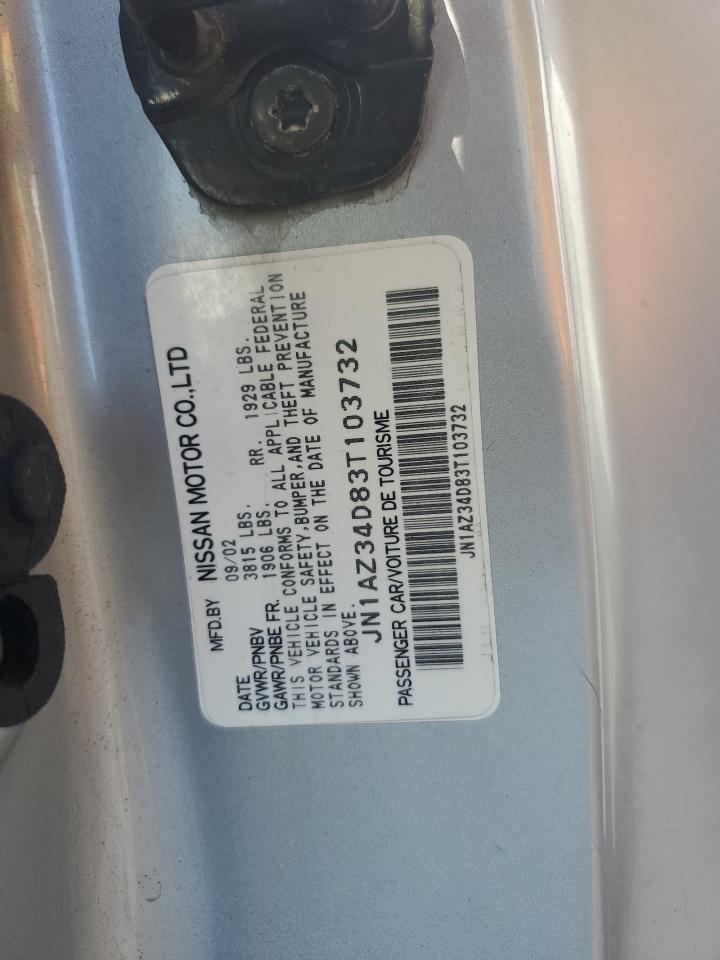 MFD.BY NISSAN MOTOR CO.,LTD
DATE 09/02
GVWR/PNBV 3815 LBS.
GAWR/PNBE FR. 1906 LBS. RR. 1929 LBS.
THIS VEHICLE CONFORMS TO ALL APPLICABLE FEDERAL
MOTOR VEHICLE SAFETY,BUMPER,AND THEFT PREVENTION
STANDARDS IN EFFECT ON THE DATE OF MANUFACTURE
SHOWN ABOVE.
JN1AZ34D83T103732
PASSENGER CAR/VOITURE DE TOURISME
JN1AZ34D83T103732